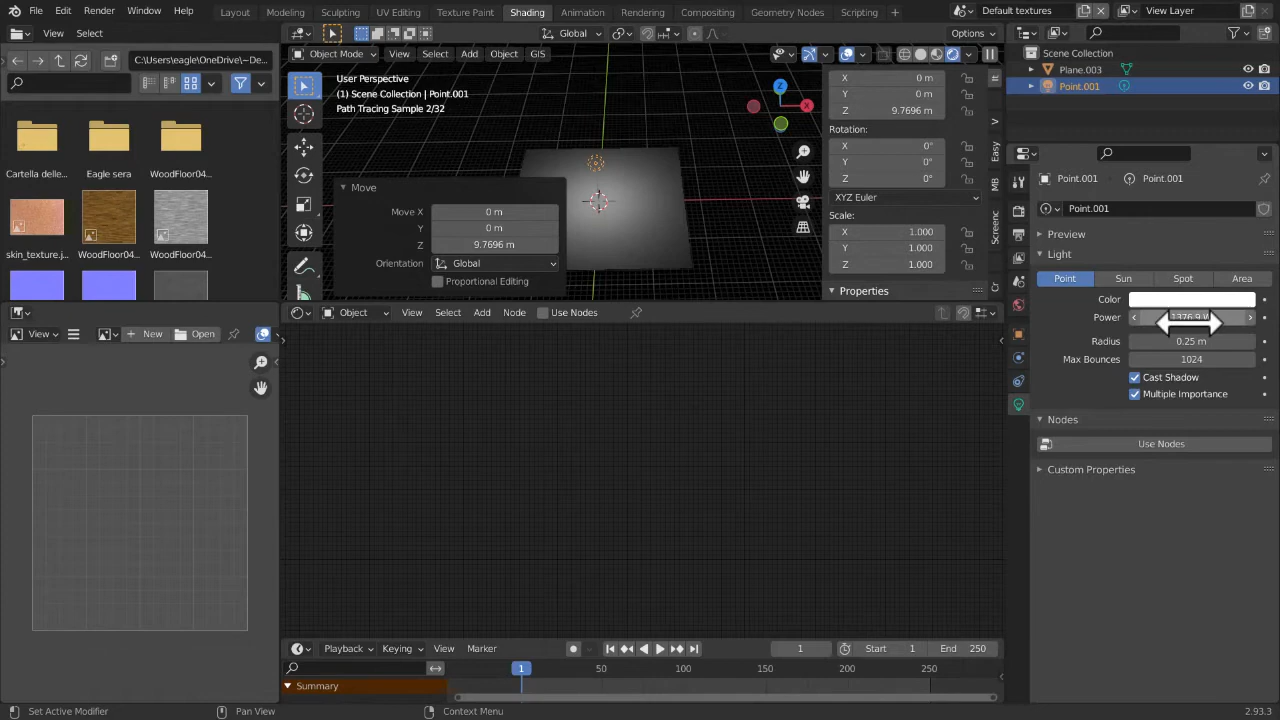 File Edit Render Window Help Layout Modeling Sculpting UV Editing Texture Paint Shading Animation Rendering Compositing Geometry Nodes Scripting + Default textures View Layer
View Select Global Options
C:\Users\eagle\OneDrive\~De... Object Mode View Select Add Object GIS Scene Collection
Plane.003
Point.001
User Perspective
(1) Scene Collection | Point.001
Path Tracing Sample 2/32
X 0 m
Y 0 m
Z 9.7696 m
Rotation:
X 0°
Y 0°
Z 0°
XYZ Euler
Scale:
X 1.000
Y 1.000
Z 1.000
Properties
V
Easy
MB
Screenc
Z
X
Y
Cartella delle... Eagle sera WoodFloor04...
skin_texture.j... WoodFloor04... WoodFloor04...
Move
Move X 0 m
Y 0 m
Z 9.7696 m
Orientation Global
Proportional Editing
Point.001 Point.001
Point.001
Preview
Light
Point Sun Spot Area
Color
Power
Radius 0.25 m
Max Bounces 1024
Cast Shadow
Multiple Importance
Nodes
Use Nodes
Custom Properties
View New Open
Object View Select Add Node Use Nodes
Playback Keying View Marker 1 Start 1 End 250
1 50 100 150 200 250
Summary
Set Active Modifier Pan View Context Menu 2.93.3